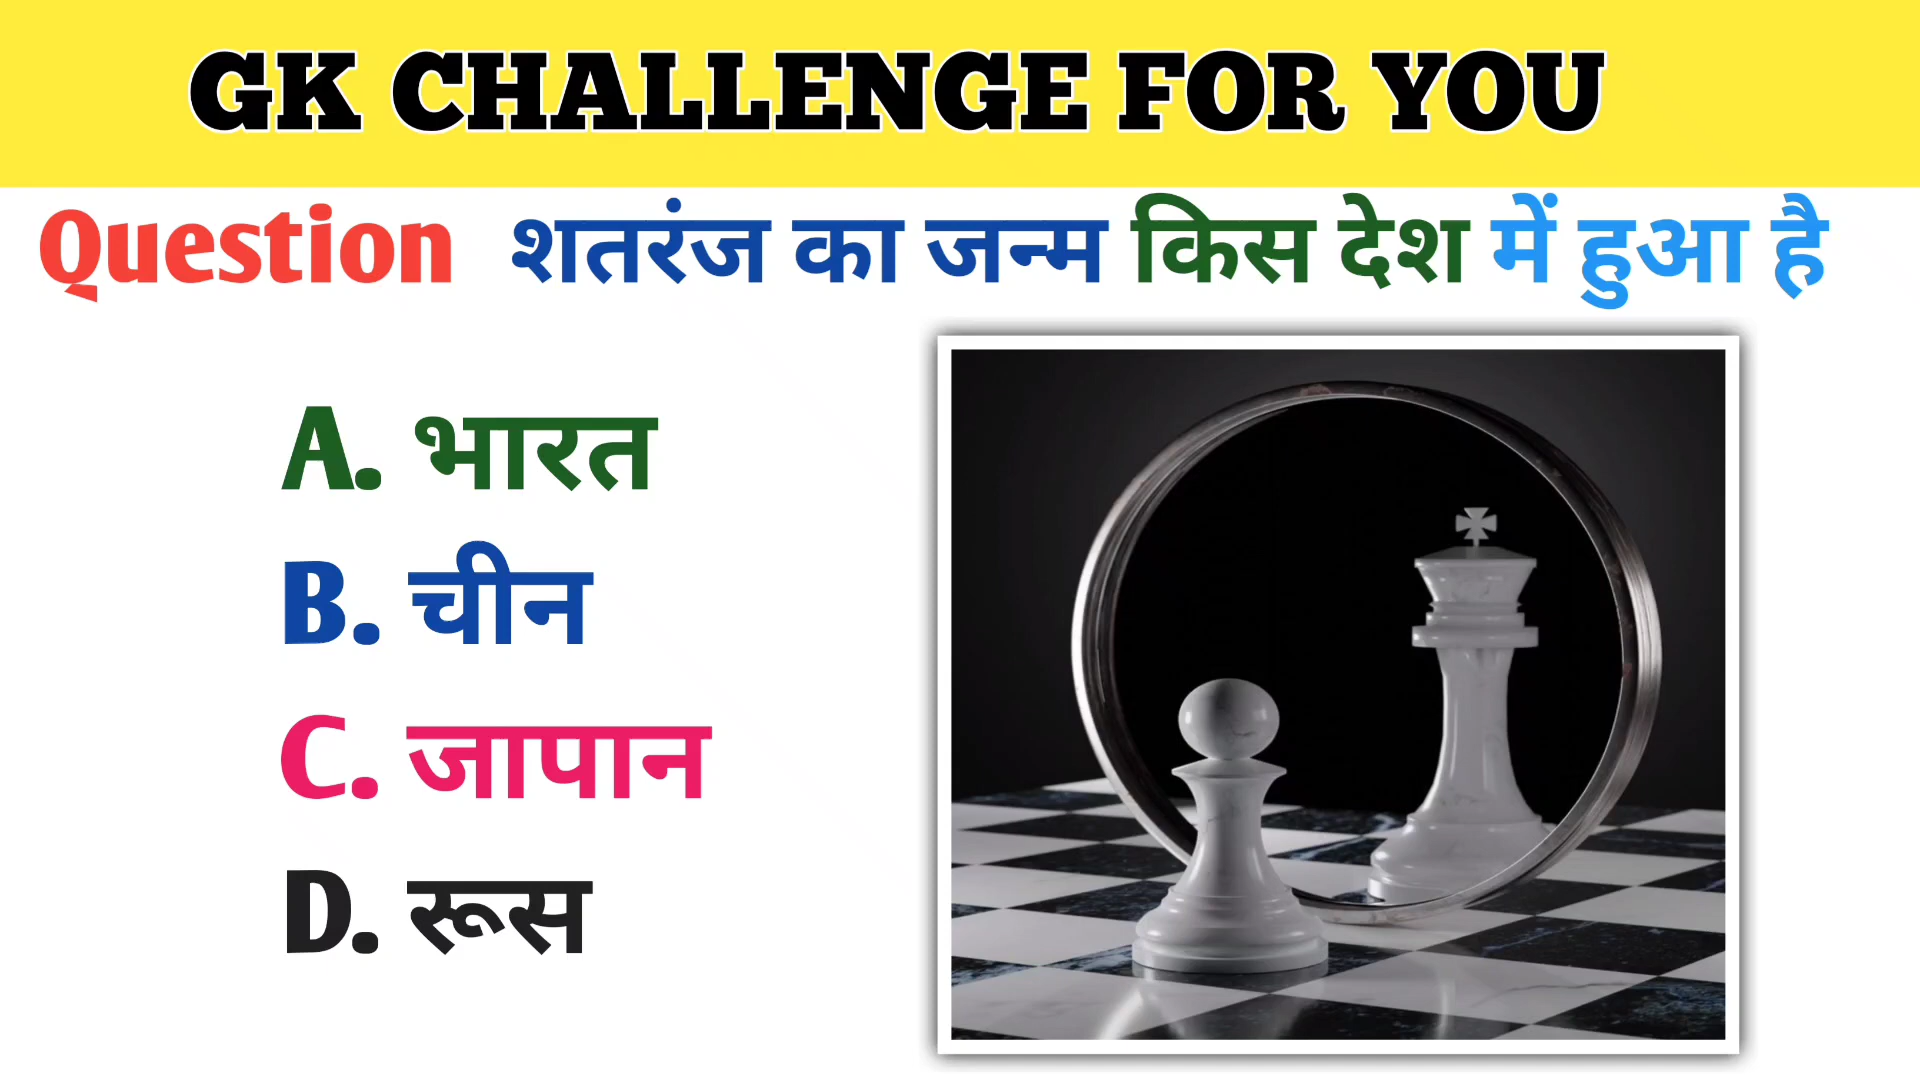 GK CHALLENGE FOR YOU
Question शतरंज का जन्म किस देश में हुआ है
A. भारत
B. चीन
C. जापान
D. रूस